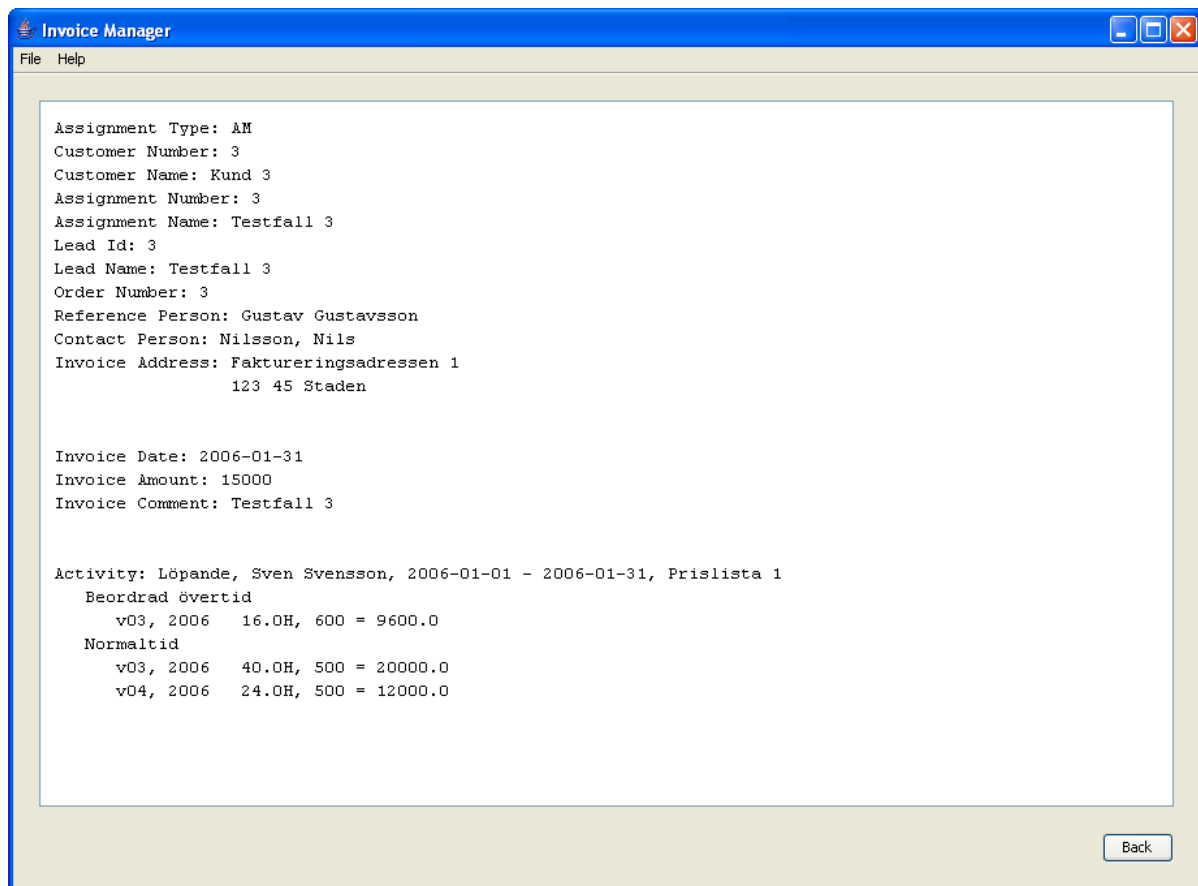 Invoice Manager
File Help
Assignment Type: AM
Customer Number: 3
Customer Name: Kund 3
Assignment Number: 3
Assignment Name: Testfall 3
Lead Id: 3
Lead Name: Testfall 3
Order Number: 3
Reference Person: Gustav Gustavsson
Contact Person: Nilsson, Nils
Invoice Address: Faktureringsadressen 1
123 45 Staden
Invoice Date: 2006-01-31
Invoice Amount: 15000
Invoice Comment: Testfall 3
Activity: Löpande, Sven Svensson, 2006-01-01 - 2006-01-31, Prislista 1
Beordrad övertid
v03, 2006 16.0H, 600 = 9600.0
Normaltid
v03, 2006 40.0H, 500 = 20000.0
v04, 2006 24.0H, 500 = 12000.0
Back